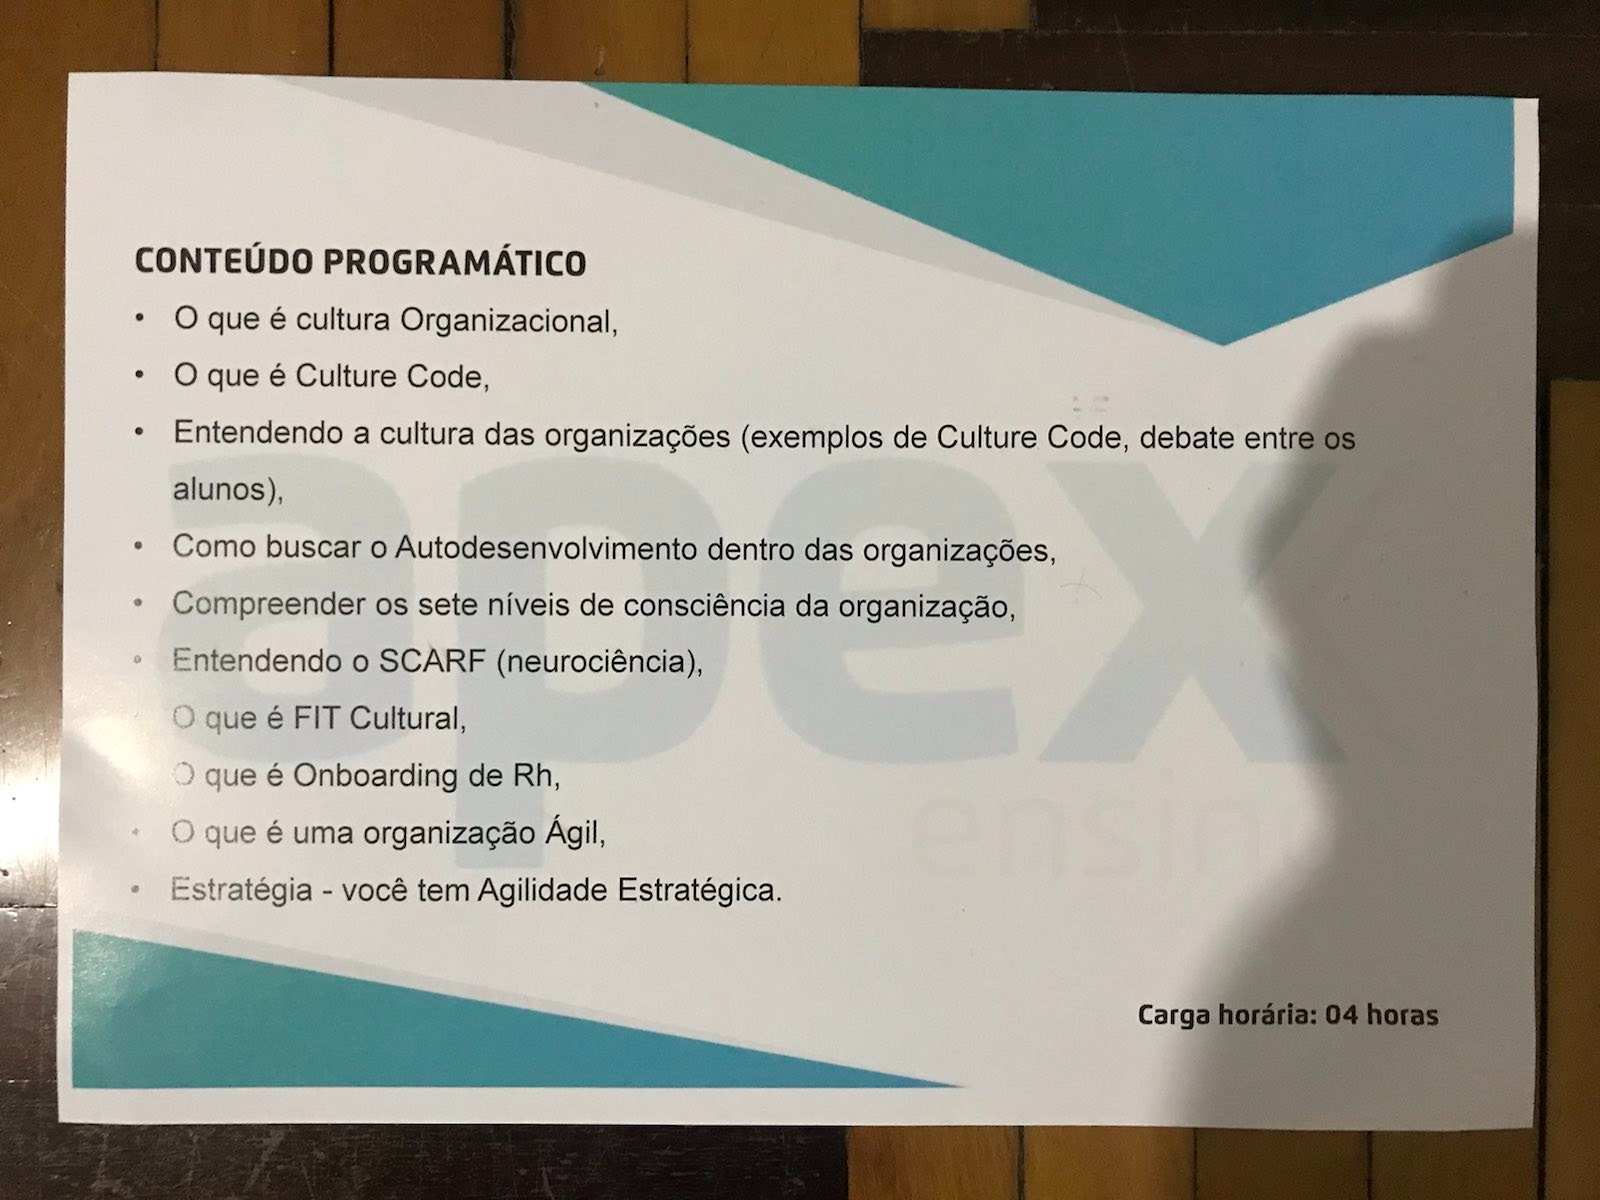 CONTEÚDO PROGRAMÁTICO
• O que é cultura Organizacional,
• O que é Culture Code,
• Entendendo a cultura das organizações (exemplos de Culture Code, debate entre os
alunos),
• Como buscar o Autodesenvolvimento dentro das organizações,
• Compreender os sete níveis de consciência da organização,
• Entendendo o SCARF (neurociência),
O que é FIT Cultural,
O que é Onboarding de Rh,
• O que é uma organização Ágil,
• Estratégia - você tem Agilidade Estratégica.
apex
Carga horária: 04 horas